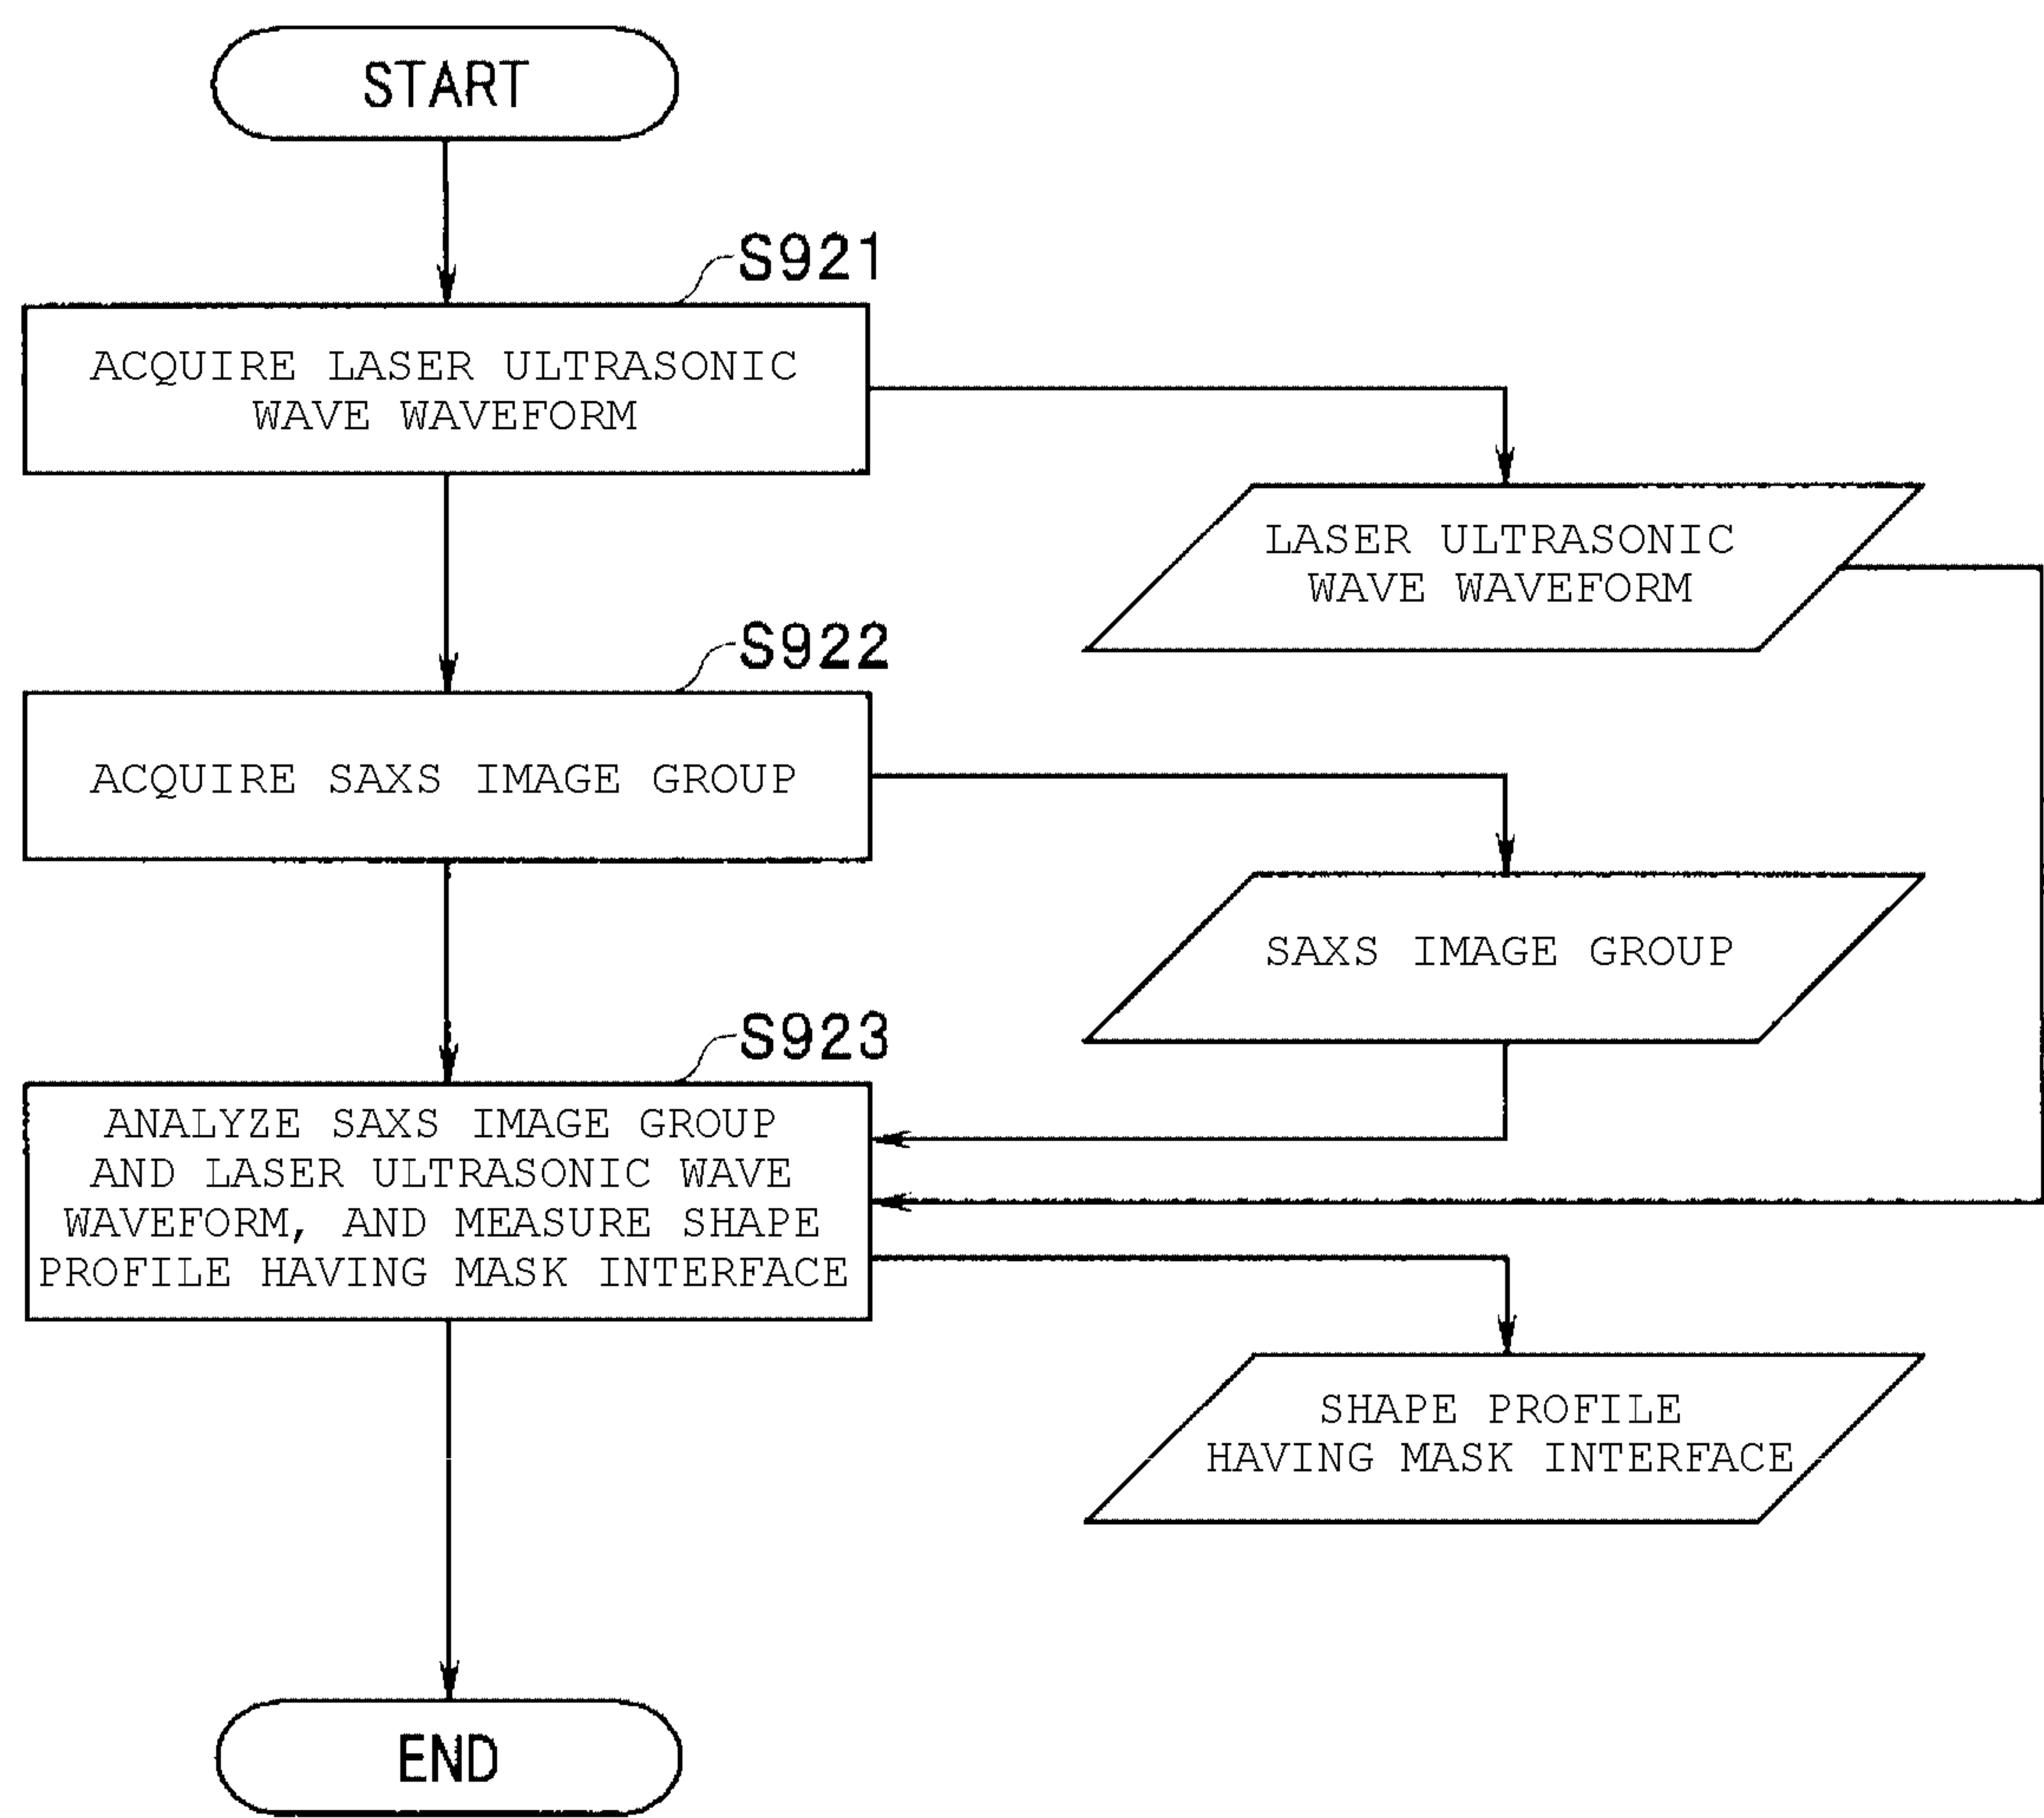 START
S921
ACQUIRE LASER ULTRASONIC
WAVE WAVEFORM
LASER ULTRASONIC
WAVE WAVEFORM
S922
ACQUIRE SAXS IMAGE GROUP
SAXS IMAGE GROUP
S923
ANALYZE SAXS IMAGE GROUP
AND LASER ULTRASONIC WAVE
WAVEFORM, AND MEASURE SHAPE
PROFILE HAVING MASK INTERFACE
SHAPE PROFILE
HAVING MASK INTERFACE
END